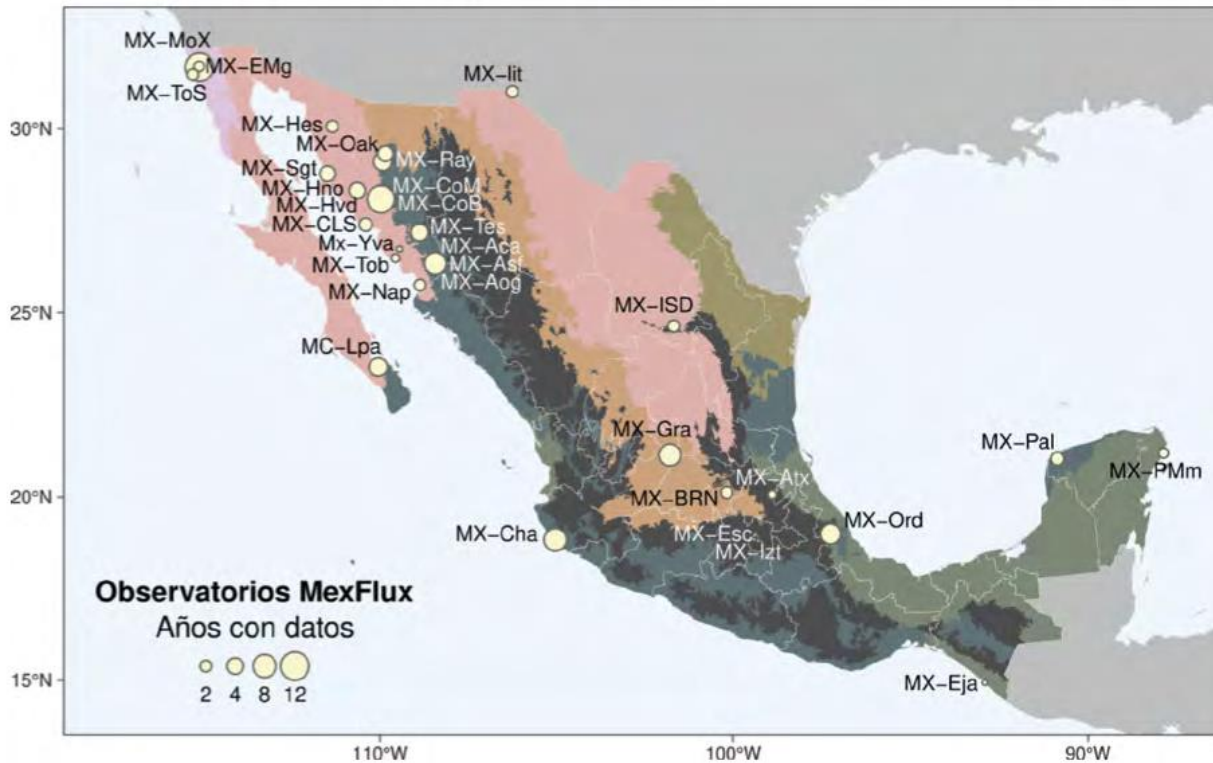 MX-MoX
MX-EMg
MX-ToS
MX-Iit
30°N
MX-Hes
MX-Oak
MX-Ray
MX-Sgt
MX-CoM
MX-Hno
MX-CoB
MX-Hvd
MX-CLS
MX-Tes
Mx-Yva
MX-Aca
MX-Tob
MX-Asf
MX-Aog
MX-Nap
25°N
MX-ISD
MC-Lpa
MX-Gra
MX-Pal
MX-PMm
MX-Atx
20°N
MX-BRN
MX-Ord
MX-Cha
MX-Esc
MX-Izt
Observatorios MexFlux
Años con datos
2 4 8 12
15°N
MX-Eja
110°W 100°W 90°W